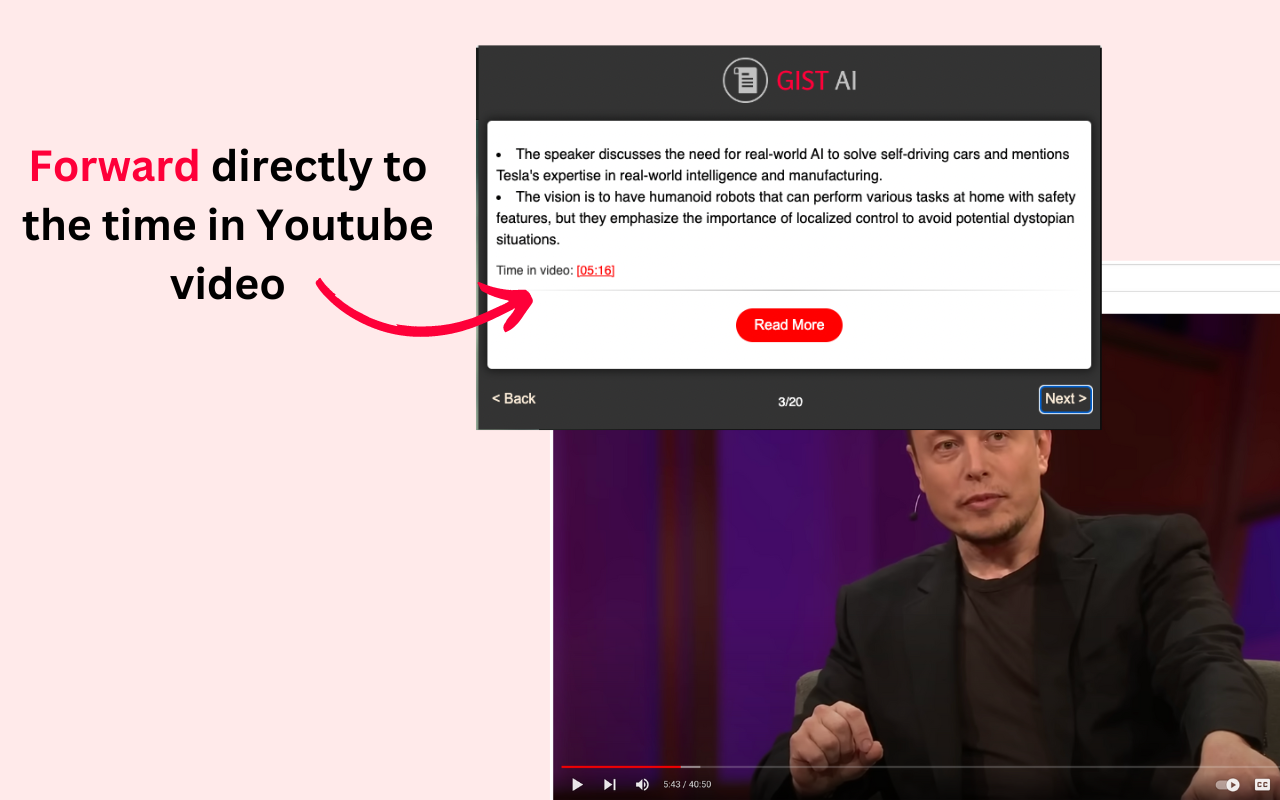 Forward directly to
the time in Youtube
video
GIST AI
• The speaker discusses the need for real-world AI to solve self-driving cars and mentions
Tesla's expertise in real-world intelligence and manufacturing.
• The vision is to have humanoid robots that can perform various tasks at home with safety
features, but they emphasize the importance of localized control to avoid potential dystopian
situations.
Time in video: [05:16]
Read More
< Back
3/20
Next >
5:43 / 40:50
CC